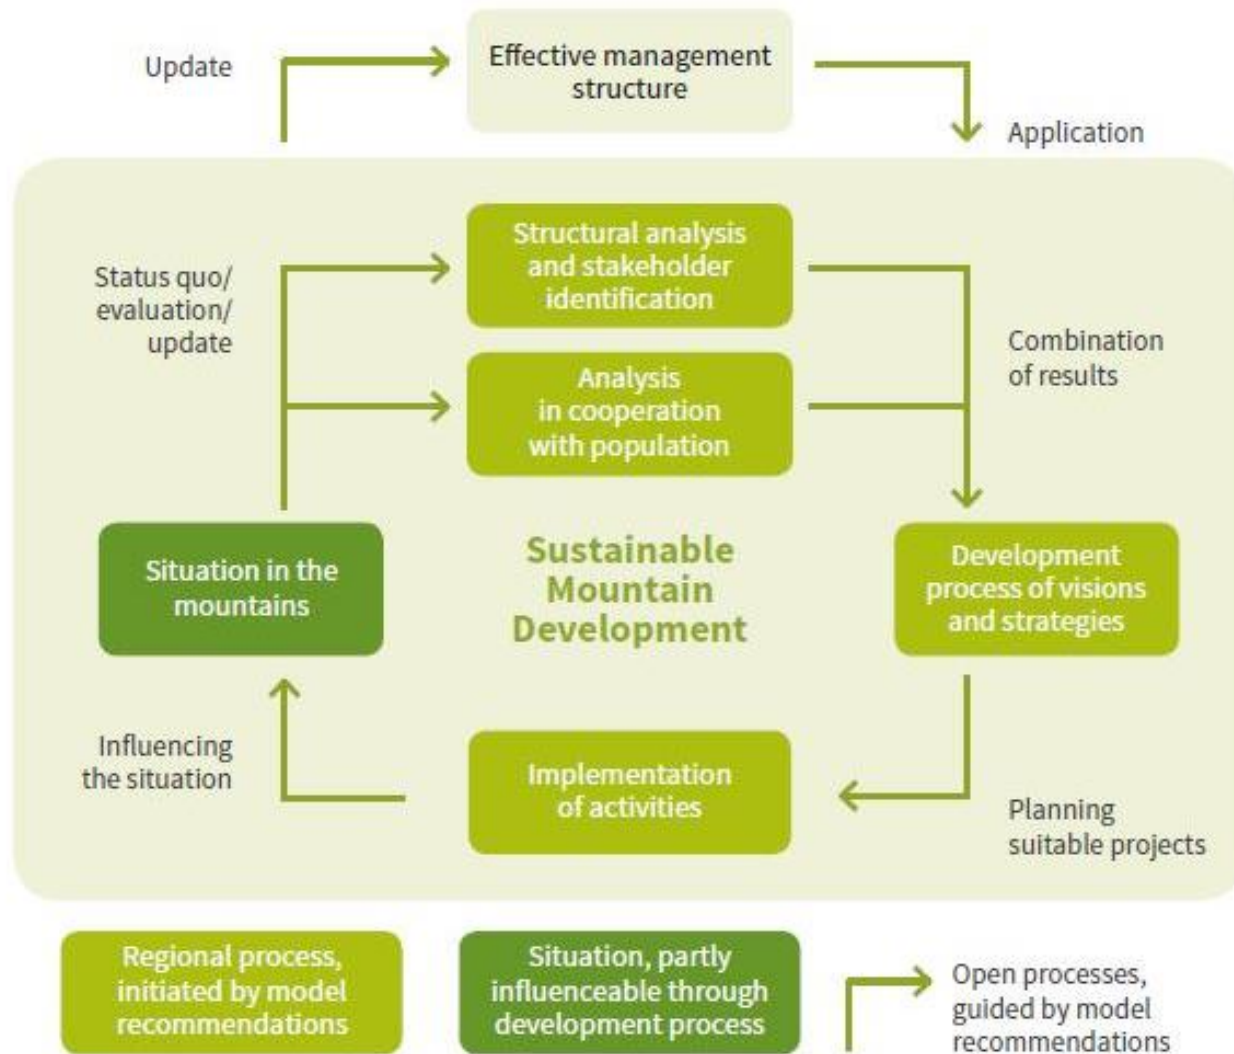 Update
Effective management
structure
Application
Structural analysis
and stakeholder
identification
Status quo/
evaluation/
update
Combination
of results
Analysis
in cooperation
with population
Situation in the
mountains
Sustainable
Mountain
Development
Development
process of visions
and strategies
Influencing
the situation
Implementation
of activities
Planning
suitable projects
Regional process,
initiated by model
recommendations
Situation, partly
influenceable through
development process
Open processes,
guided by model
recommendations